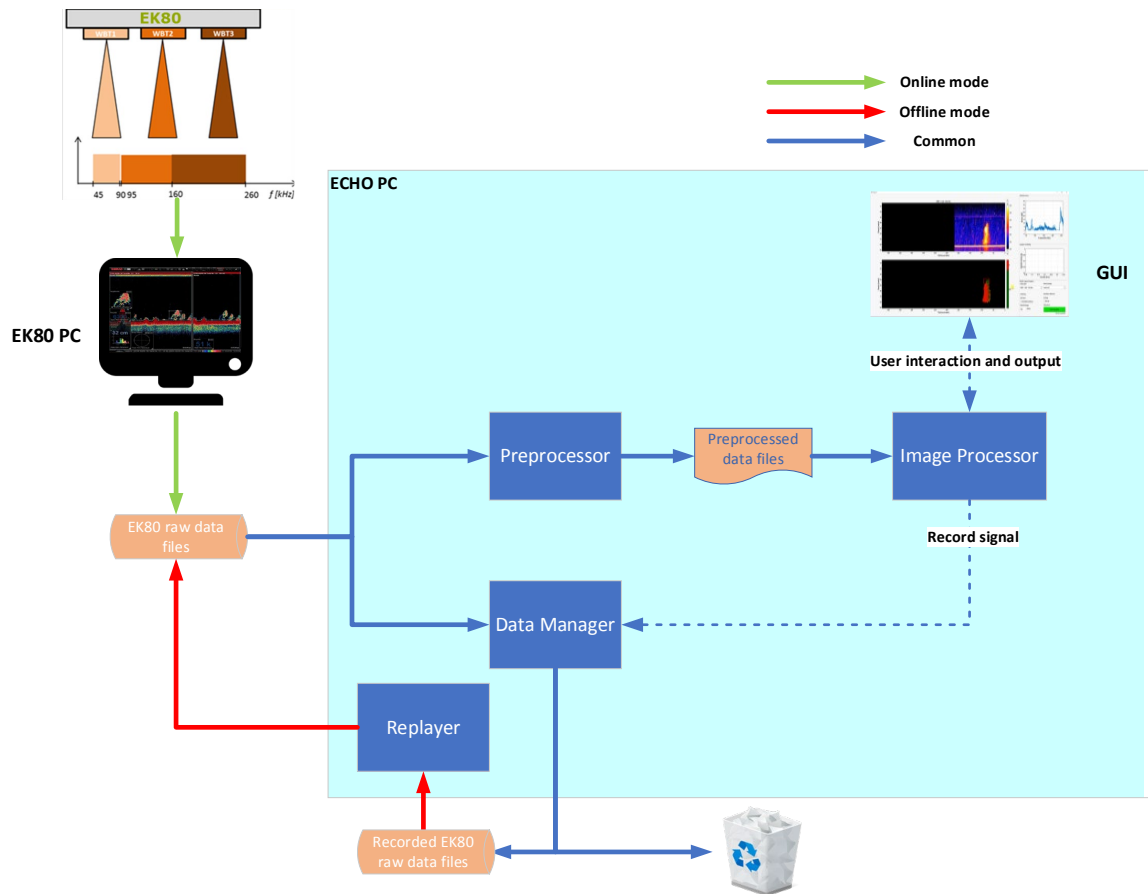 EK80
WBT1
WBT2
WBT3
45
90
95
160
260
f [kHz]
Online mode
Offline mode
Common
ECHO PC
GUI
EK80 PC
User interaction and output
Preprocessor
Preprocessed
data files
Image Processor
EK80 raw data
files
Record signal
Data Manager
Replayer
Recorded EK80
raw data files